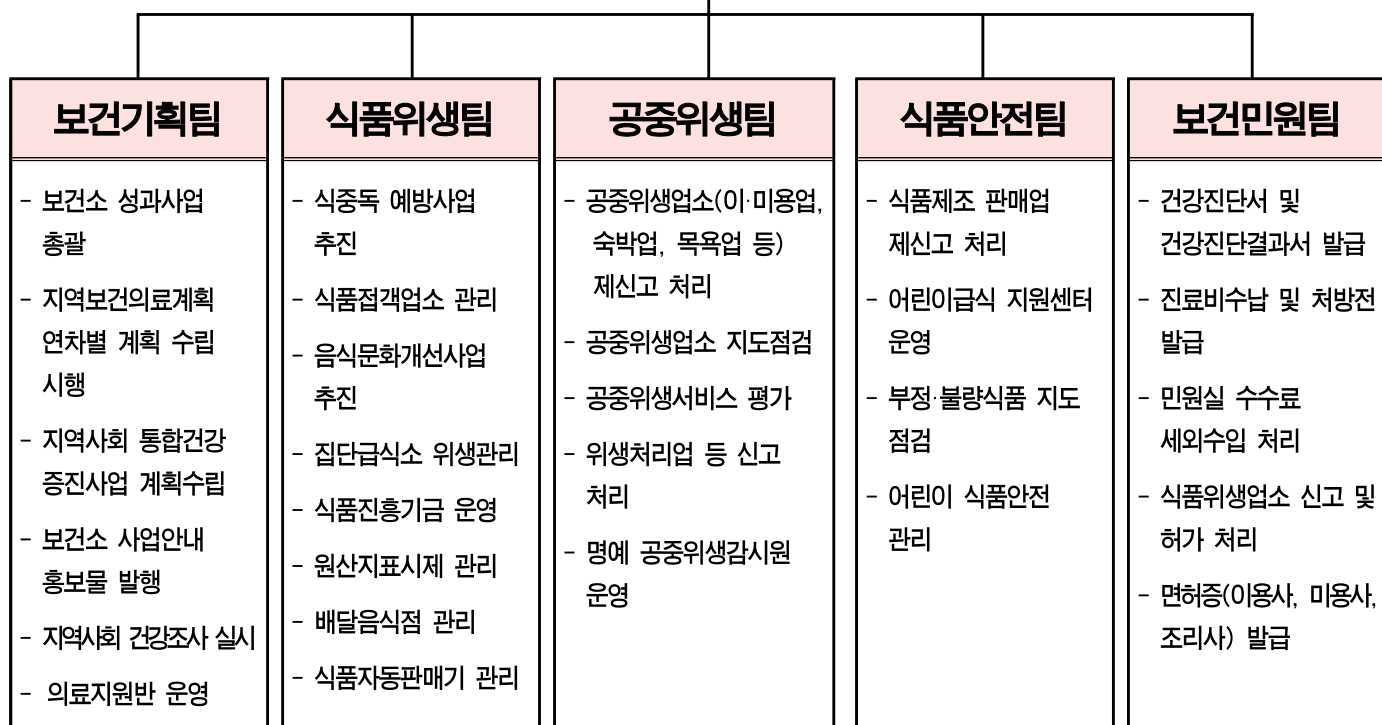 보건기획팀
- 보건소 성과사업
총괄
- 지역보건의료계획
연차별 계획 수립
시행
- 지역사회 통합건강
증진사업 계획수립
- 보건소 사업안내
홍보물 발행
- 지역사회 건강조사 실시
- 의료지원반 운영
식품위생팀
- 식중독 예방사업
추진
- 식품접객업소 관리
- 음식문화개선사업
추진
- 집단급식소 위생관리
- 식품진흥기금 운영
- 원산지표시제 관리
- 배달음식점 관리
- 식품자동판매기 관리
공중위생팀
- 공중위생업소(이·미용업,
숙박업, 목욕업 등)
제신고 처리
- 공중위생업소 지도점검
- 공중위생서비스 평가
- 위생처리업 등 신고
처리
- 명예 공중위생감시원
운영
식품안전팀
- 식품제조 판매업
제신고 처리
- 어린이급식 지원센터
운영
- 부정·불량식품 지도
점검
- 어린이 식품안전
관리
보건민원팀
- 건강진단서 및
건강진단결과서 발급
- 진료비수납 및 처방전
발급
- 민원실 수수료
세외수입 처리
- 식품위생업소 신고 및
허가 처리
- 면허증(이용사, 미용사,
조리사) 발급